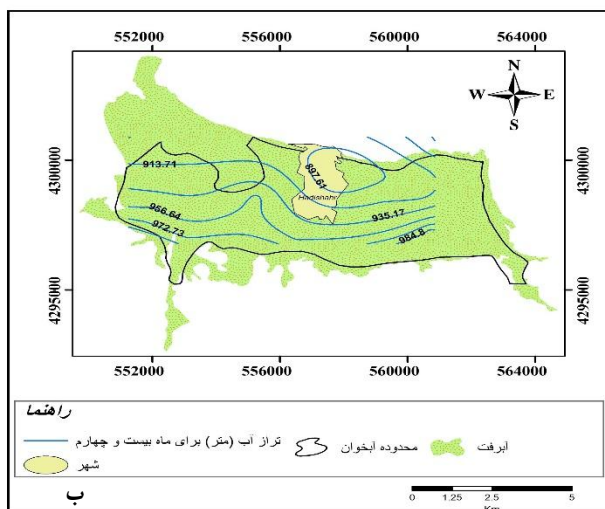 552000 556000 560000 564000
N
W E
S
4300000 4300000
913.71
897.61
Hadishahr
956.64
935.17
972.73
984.8
4295000 4295000
552000 556000 560000 564000
راهنما
تراز آب (متر) برای ماه بیست و چهارم
محدوده آبخوان
آبرفت
شهر
ب
0 1.25 2.5 5
Km